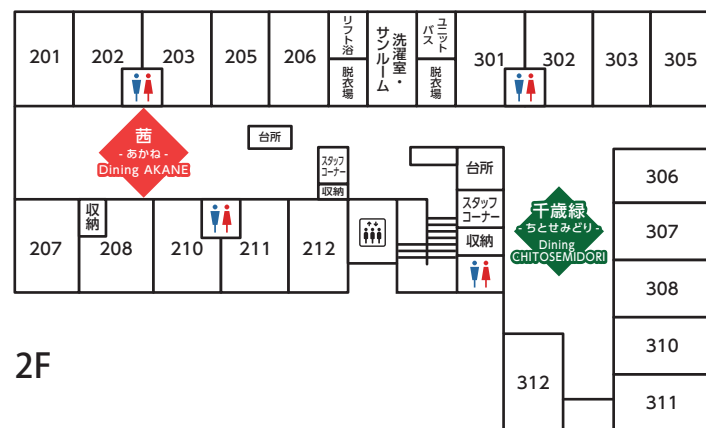 201
202
203
205
206
リフト浴
脱衣場
洗濯室・
サンルーム
ユニット
バス
脱衣場
301
302
303
305
茜
- あかね -
Dining AKANE
台所
スタッフ
コーナー
収納
台所
スタッフ
コーナー
収納
千歳緑
- ちとせみどり -
Dining
CHITOSEMIDORI
306
307
308
310
311
312
207
収納
208
210
211
212
2F